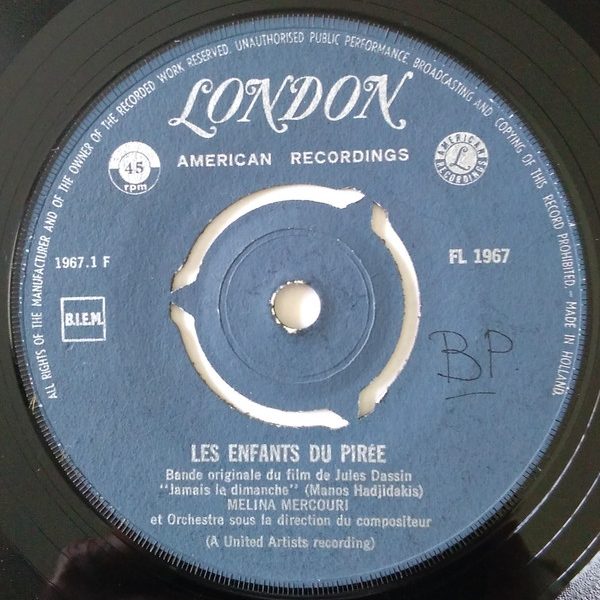 ALL RIGHTS OF THE MANUFACTURER AND OF THE OWNER OF THE RECORDED WORK RESERVED. UNAUTHORISED PUBLIC PERFORMANCE, BROADCASTING AND COPYING OF THIS RECORD PROHIBITED. - MADE IN HOLLAND.
LONDON
AMERICAN RECORDINGS
45
rpm
AMERICAN
L
RECORDINGS
1967.1 F
FL 1967
B.I.E.M.
BP.
LES ENFANTS DU PIRÉE
Bande originale du film de Jules Dassin
"Jamais le dimanche" (Manos Hadjidakis)
MELINA MERCOURI
et Orchestre sous la direction du compositeur
(A United Artists recording)